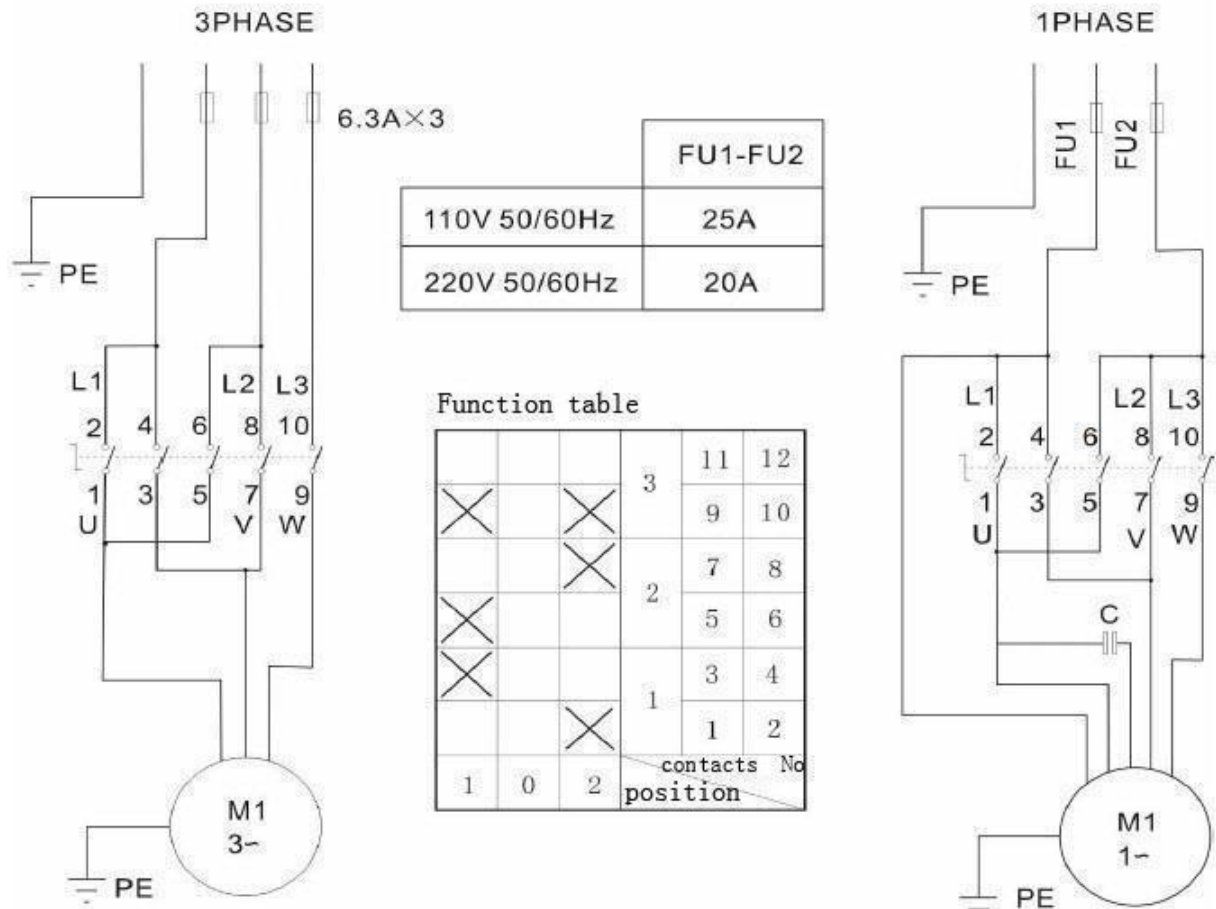 3PHASE
6.3A×3
PE
L1 L2 L3
2 4 6 8 10
1 3 5 7 9
U V W
M1
3~
PE
FU1-FU2
110V 50/60Hz 25A
220V 50/60Hz 20A
Function table
3 11 12
9 10
2 7 8
5 6
1 3 4
1 2
contacts No
1 0 2 position
1PHASE
FU1 FU2
PE
L1 L2 L3
2 4 6 8 10
1 3 5 7 9
U V W
C
M1
1~
PE